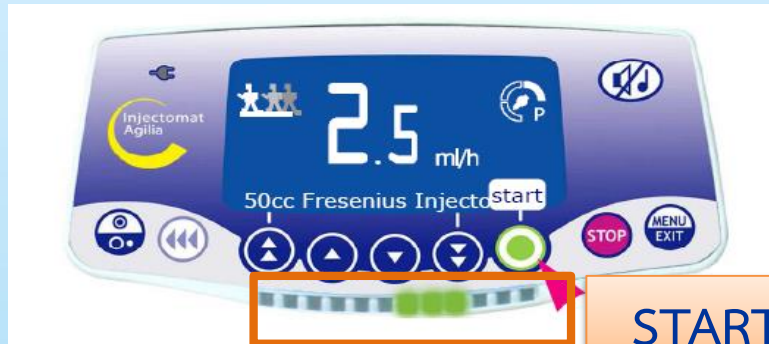 Injectomat
Agilia
2.5 ml/h
P
50cc Fresenius Injecto
start
STOP
MENU
EXIT
START